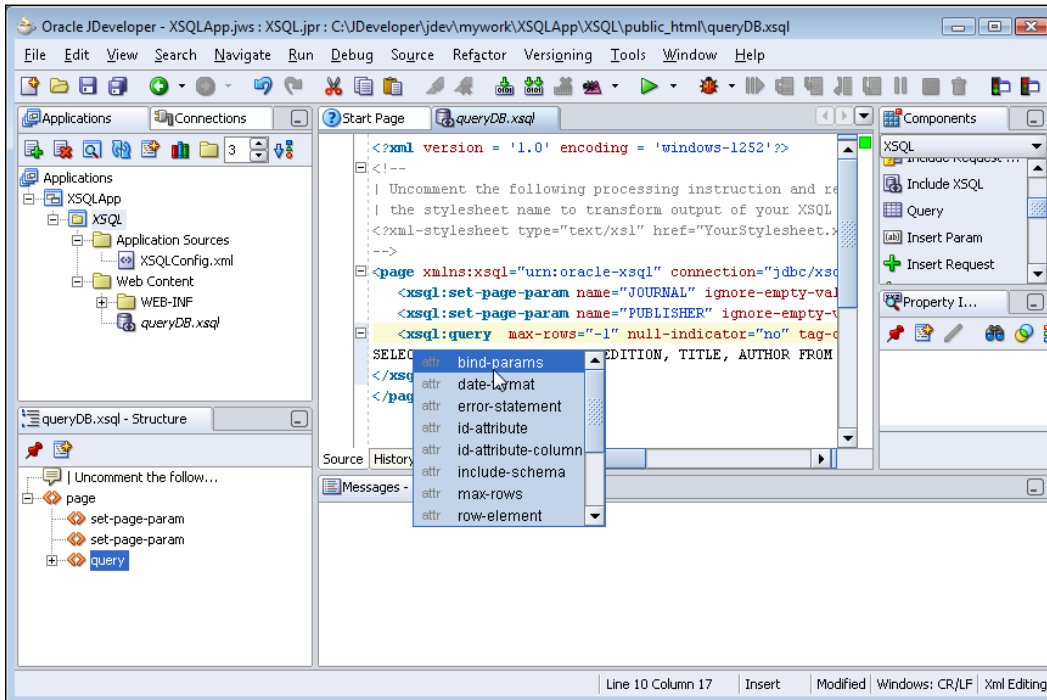 Oracle JDeveloper - XSQLApp.jws : XSQL.jpr : C:\JDeveloper\jdev\mywork\XSQLApp\XSQL\public_html\queryDB.xsql
File Edit View Search Navigate Run Debug Source Refactor Versioning Tools Window Help
Applications Connections
3
Applications
XSQLApp
XSQL
Application Sources
XSQLConfig.xml
Web Content
WEB-INF
queryDB.xsql
queryDB.xsql - Structure
| Uncomment the follow...
page
set-page-param
set-page-param
query
Start Page queryDB.xsql
<?xml version = '1.0' encoding = 'windows-1252'?>
<!--
| Uncomment the following processing instruction and re
| the stylesheet name to transform output of your XSQL
<?xml-stylesheet type="text/xsl" href="YourStylesheet.x
-->
<page xmlns:xsql="urn:oracle-xsql" connection="jdbc/xsq
<xsql:set-page-param name="JOURNAL" ignore-empty-val
<xsql:set-page-param name="PUBLISHER" ignore-empty-v
<xsql:query max-rows="-1" null-indicator="no" tag-c
SELEC EDITION, TITLE, AUTHOR FROM
</xsq
</pag
attr bind-params
attr date-format
attr error-statement
attr id-attribute
attr id-attribute-column
attr include-schema
attr max-rows
attr row-element
Source History
Messages -
Components
XSQL
Include Request ...
Include XSQL
Query
Insert Param
Insert Request
Property I...
Line 10 Column 17 Insert Modified Windows: CR/LF Xml Editing